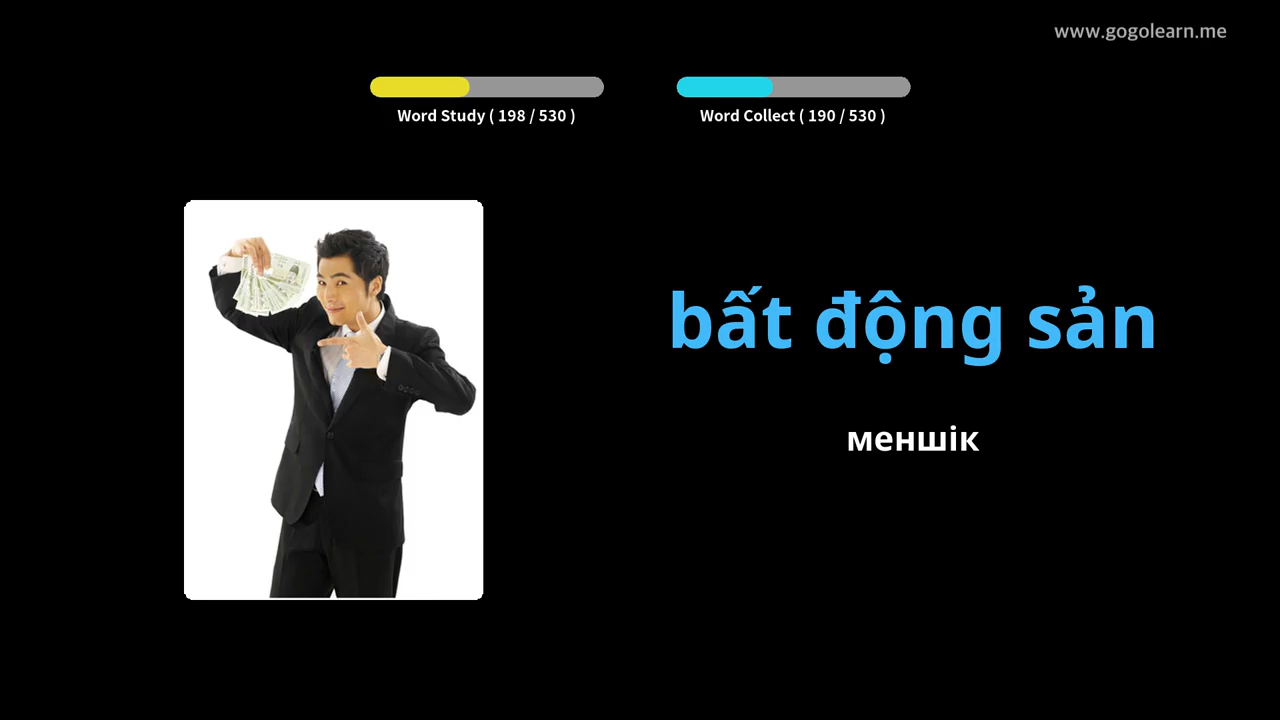 www.gogolearn.me
Word Study ( 198 / 530 )
Word Collect ( 190 / 530 )
bất động sản
меншік